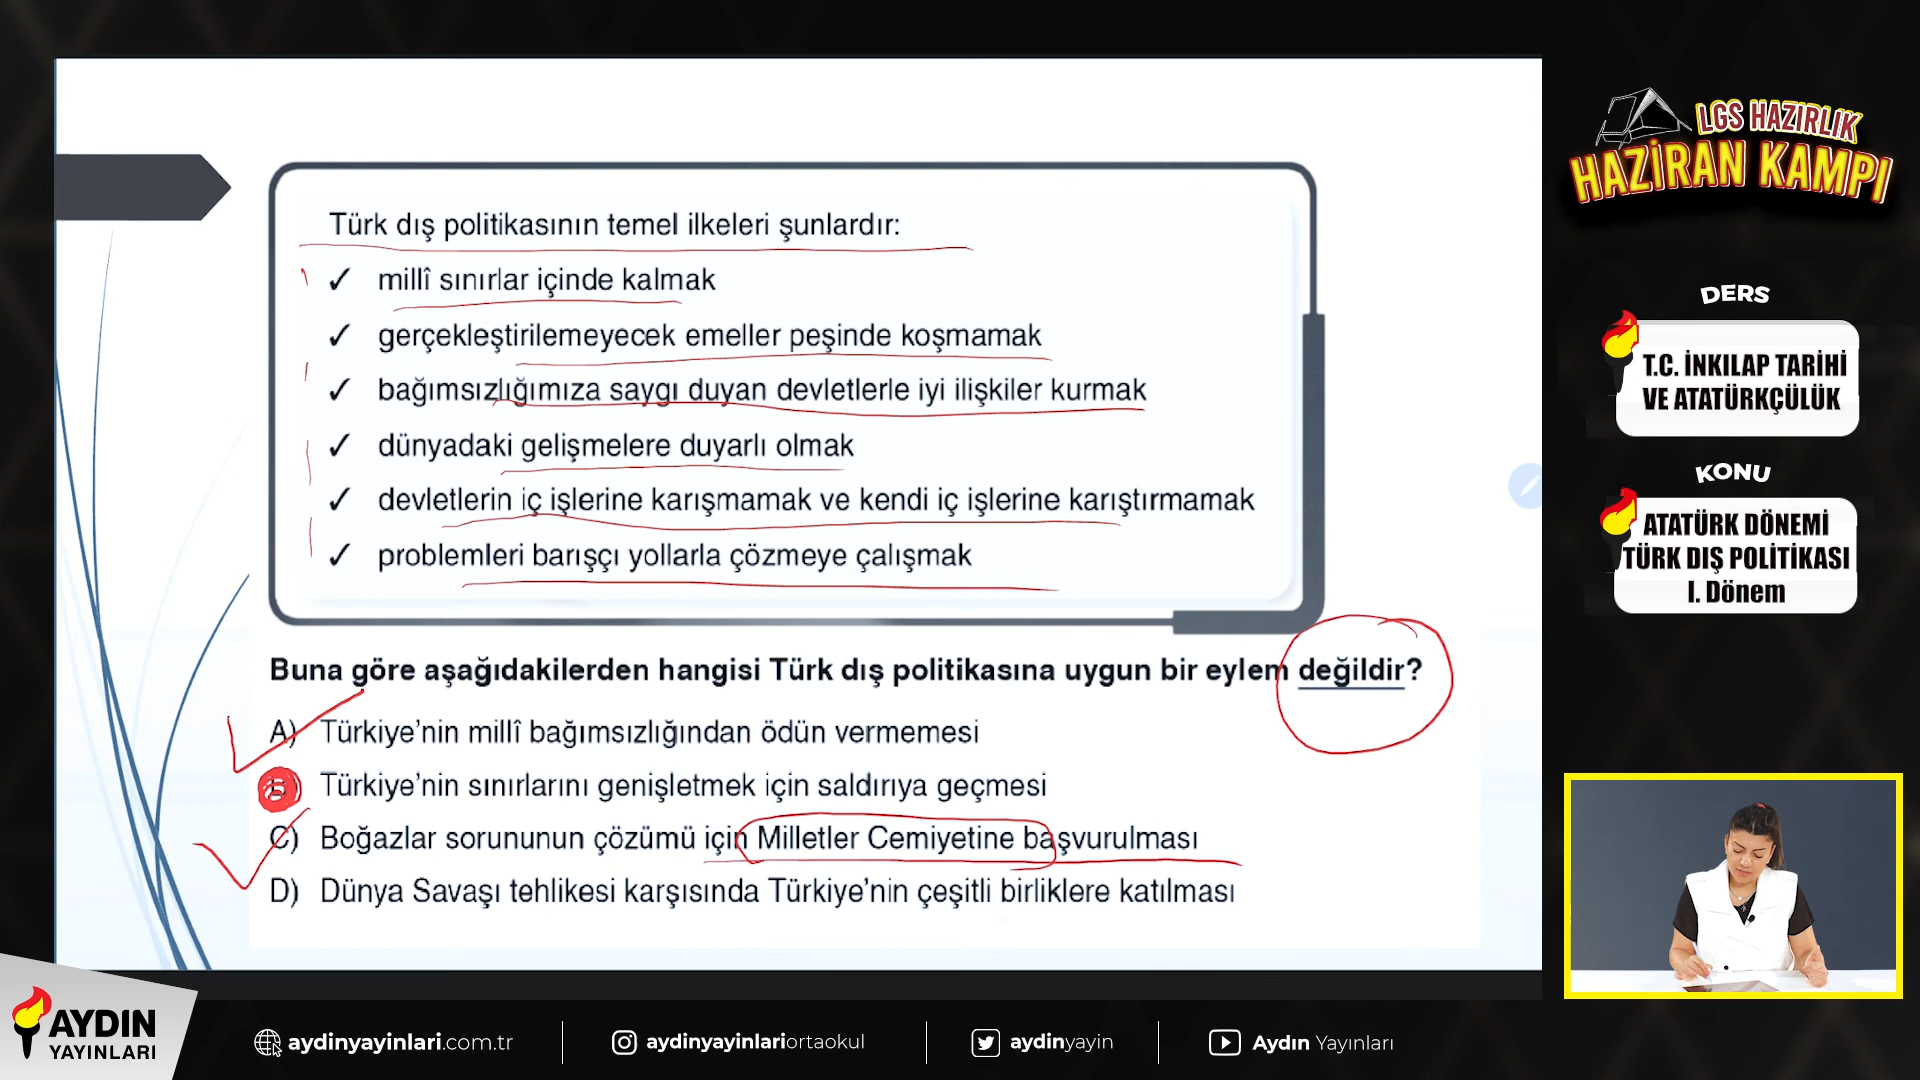 LGS HAZIRLIK
HAZİRAN KAMPI
Türk dış politikasının temel ilkeleri şunlardır:
✓ millî sınırlar içinde kalmak
✓ gerçekleştirilemeyecek emeller peşinde koşmamak
✓ bağımsızlığımıza saygı duyan devletlerle iyi ilişkiler kurmak
✓ dünyadaki gelişmelere duyarlı olmak
✓ devletlerin iç işlerine karışmamak ve kendi iç işlerine karıştırmamak
✓ problemleri barışçı yollarla çözmeye çalışmak
Buna göre aşağıdakilerden hangisi Türk dış politikasına uygun bir eylem değildir?
A) Türkiye’nin millî bağımsızlığından ödün vermemesi
B) Türkiye’nin sınırlarını genişletmek için saldırıya geçmesi
C) Boğazlar sorununun çözümü için Milletler Cemiyetine başvurulması
D) Dünya Savaşı tehlikesi karşısında Türkiye’nin çeşitli birliklere katılması
DERS
T.C. İNKILAP TARİHİ
VE ATATÜRKÇÜLÜK
KONU
ATATÜRK DÖNEMİ
TÜRK DIŞ POLİTİKASI
I. Dönem
AYDIN
YAYINLARI
aydinyayinlari.com.tr
aydinyayinlariortaokul
aydinyayin
Aydın Yayınları